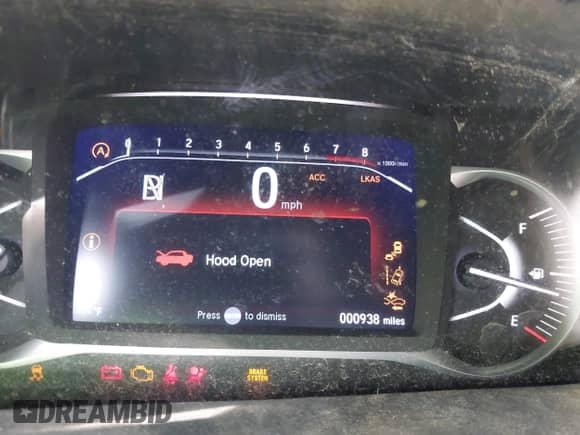 0 1 2 3 4 5 6 7 8
x 1000r/min
A
0 mph
ACC
LKAS
N
i
Hood Open
°F
Press to dismiss
000938 miles
F
E
BRAKE
SYSTEM
DREAMBID